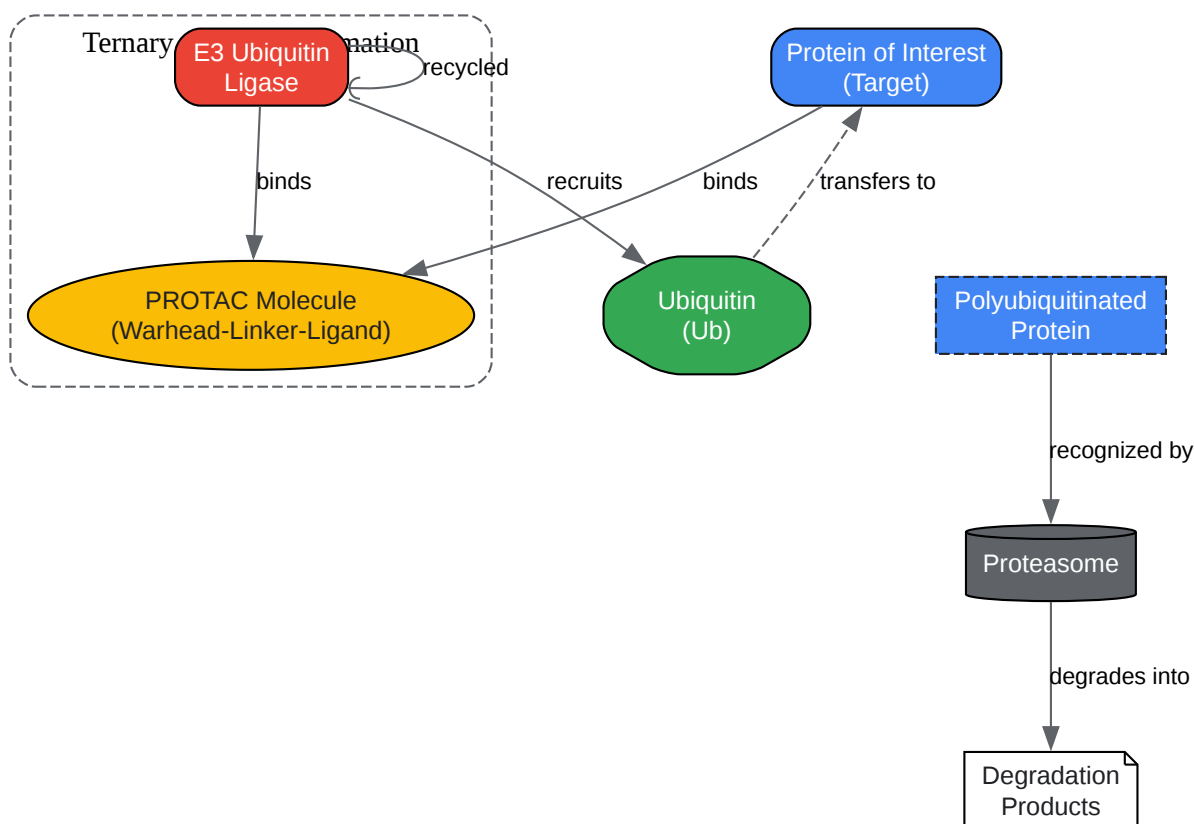 Ternary
mation
E3 Ubiquitin
Ligase
recycled
Protein of Interest
(Target)
binds
recruits
binds
transfers to
PROTAC Molecule
(Warhead-Linker-Ligand)
Ubiquitin
(Ub)
Polyubiquitinated
Protein
recognized by
Proteasome
degrades into
Degradation
Products